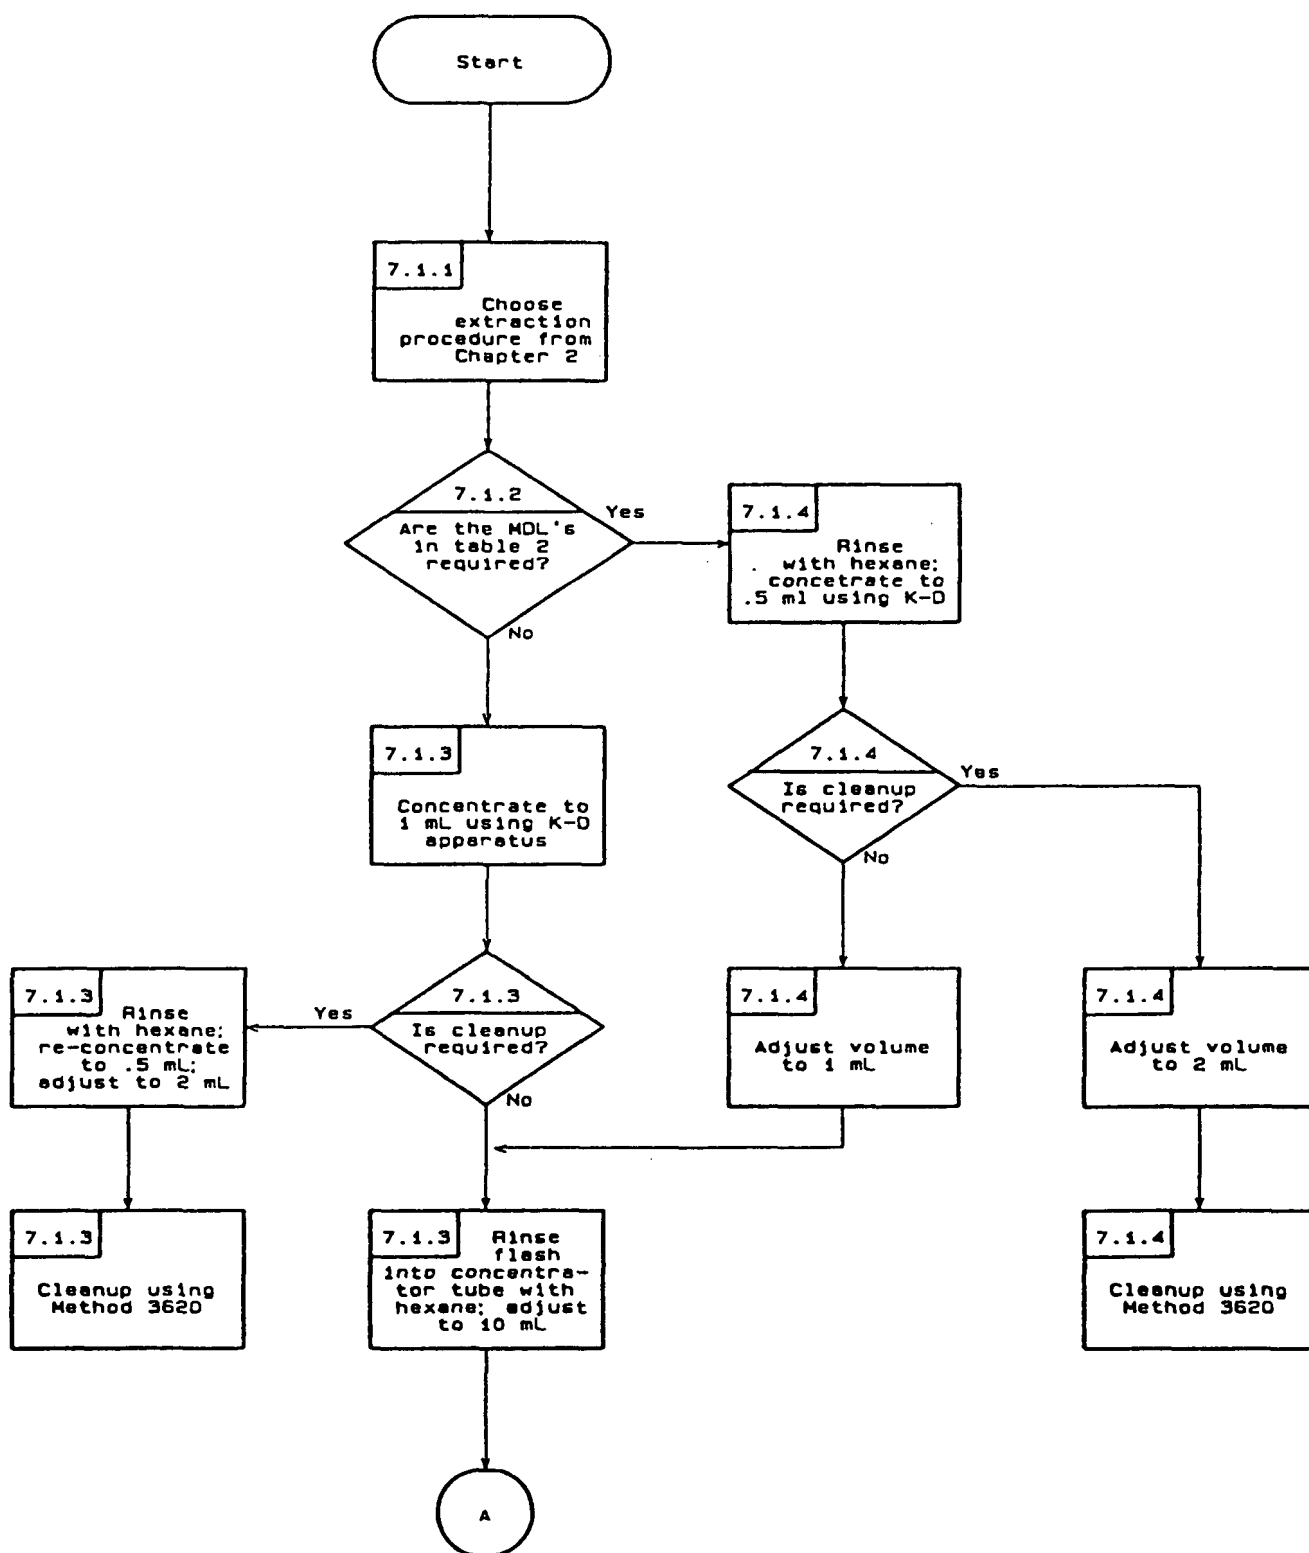 Start
7.1.1
Choose
extraction
procedure from
Chapter 2
7.1.2
Are the MDL's
in table 2
required?
Yes
No
7.1.4
Rinse
with hexane;
concetrate to
.5 ml using K-D
7.1.3
Concentrate to
1 mL using K-D
apparatus
7.1.4
Is cleanup
required?
Yes
No
7.1.3
Rinse
with hexane;
re-concentrate
to .5 mL;
adjust to 2 mL
Yes
7.1.3
Is cleanup
required?
No
7.1.4
Adjust volume
to 1 mL
7.1.4
Adjust volume
to 2 mL
7.1.3
Cleanup using
Method 3620
7.1.3
Rinse
flash
into concentra-
tor tube with
hexane; adjust
to 10 mL
7.1.4
Cleanup using
Method 3620
A